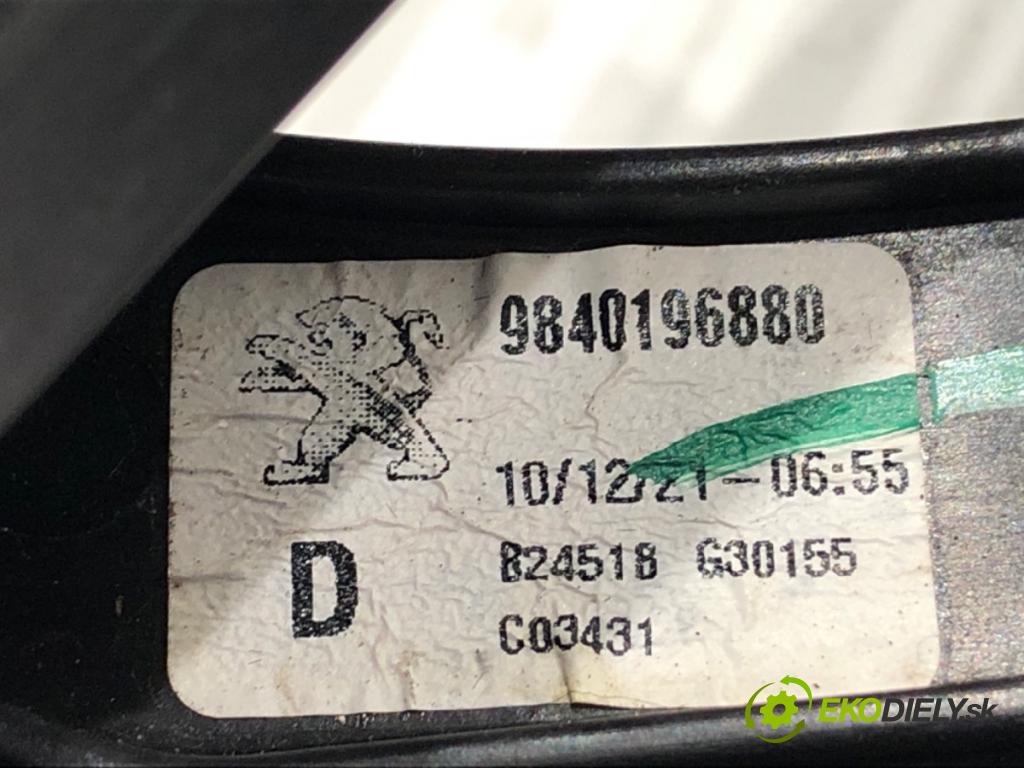 9840196880
10/12/21-06:55
D
B24518 G30155
C03431
EKODIELY.sk